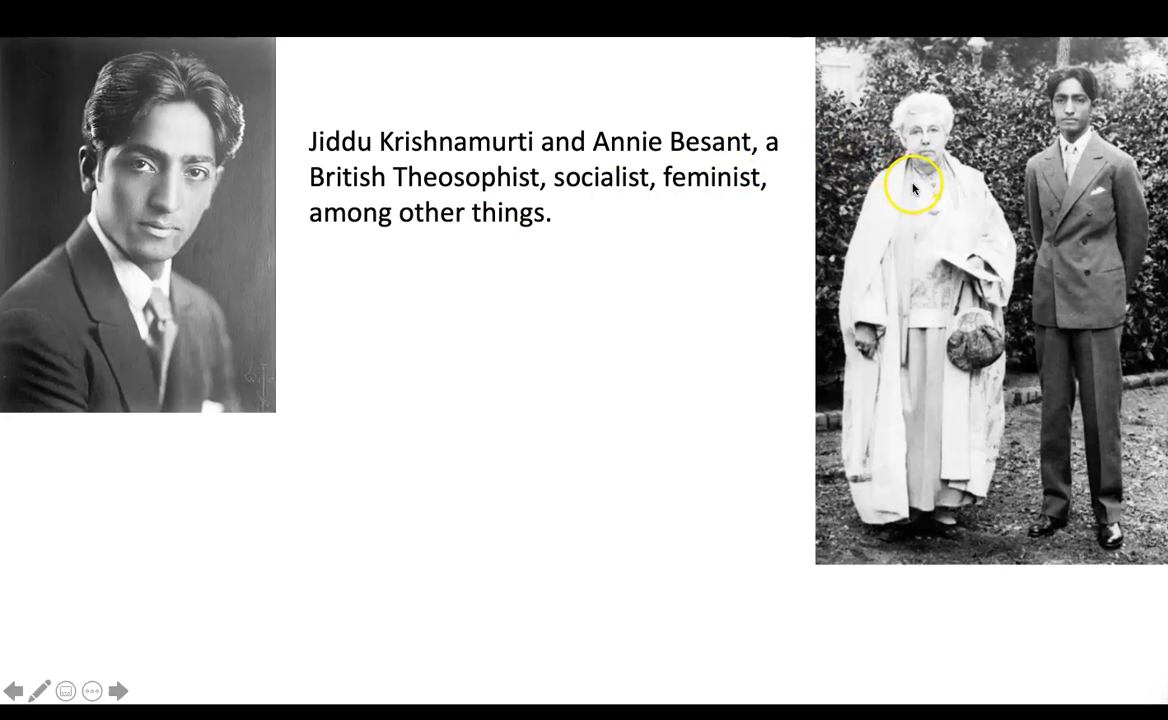 Jiddu Krishnamurti and Annie Besant, a
British Theosophist, socialist, feminist,
among other things.